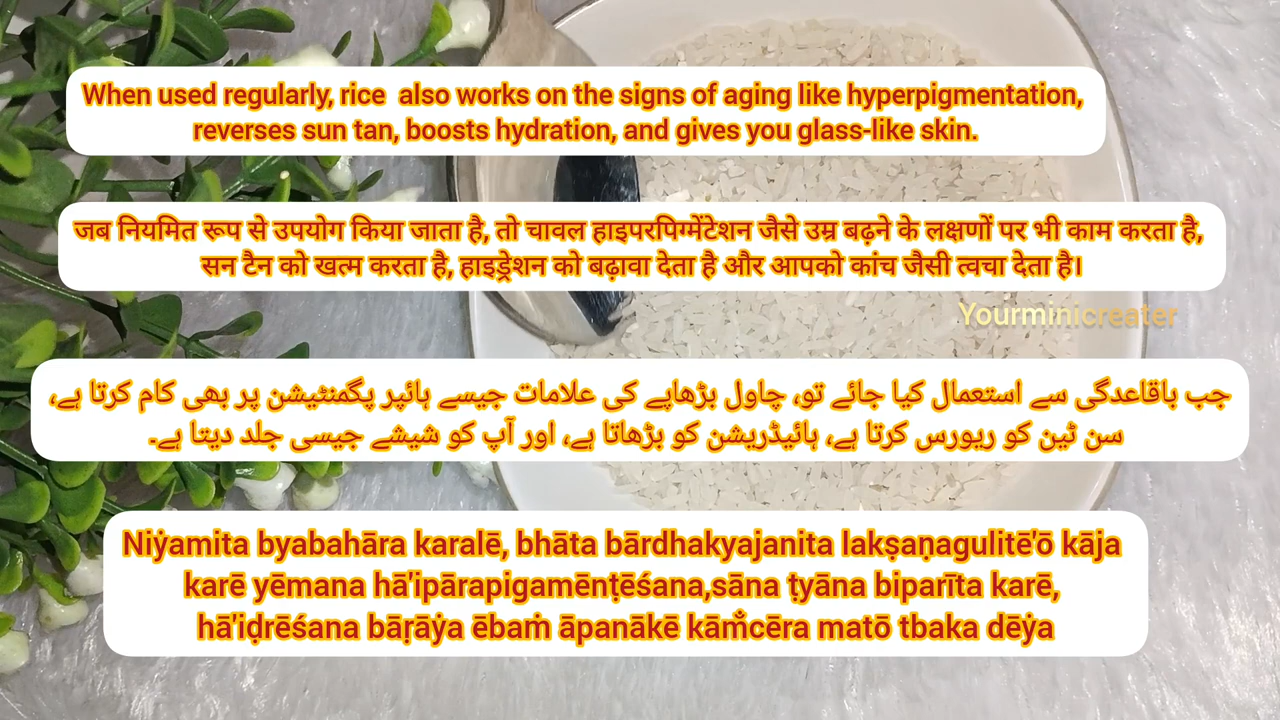 When used regularly, rice  also works on the signs of aging like hyperpigmentation,
reverses sun tan, boosts hydration, and gives you glass-like skin.
जब नियमित रूप से उपयोग किया जाता है, तो चावल हाइपरपिग्मेंटेशन जैसे उम्र बढ़ने के लक्षणों पर भी काम करता है,
सन टैन को खत्म करता है, हाइड्रेशन को बढ़ावा देता है और आपको कांच जैसी त्वचा देता है।
Yourminicreater
جب باقاعدگی سے استعمال کیا جائے تو، چاول بڑھاپے کی علامات جیسے ہائپر پگمنٹیشن پر بھی کام کرتا ہے،
سن ٹین کو ریورس کرتا ہے، ہائیڈریشن کو بڑھاتا ہے، اور آپ کو شیشے جیسی جلد دیتا ہے۔
Niẏamita byabahāra karalē, bhāta bārdhakyajanita lakṣaṇagulitē'ō kāja
karē yēmana hā'ipārapigamēnṭēśana,sāna ṭyāna biparīta karē,
hā'iḍrēśana bāṛāẏa ēbaṁ āpanākē kām̐cēra matō tbaka dēẏa